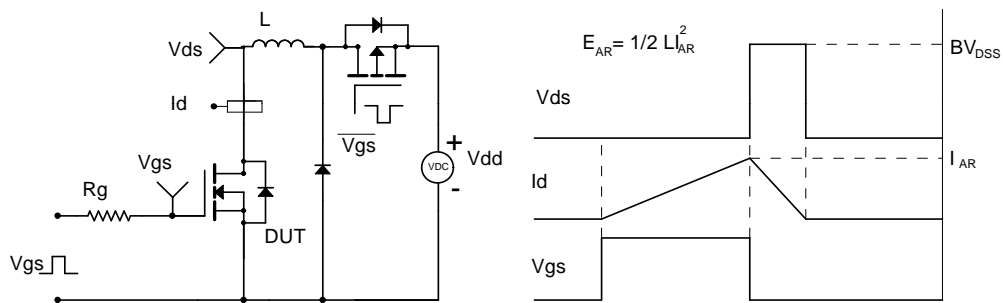 L
Vds
Id
Vgs
Vgs
+
VDC
Vdd
-
Vgs
Rg
DUT
Vgs
E_AR= 1/2 LI_AR^2
BV_DSS
Vds
I_AR
Id
Vgs